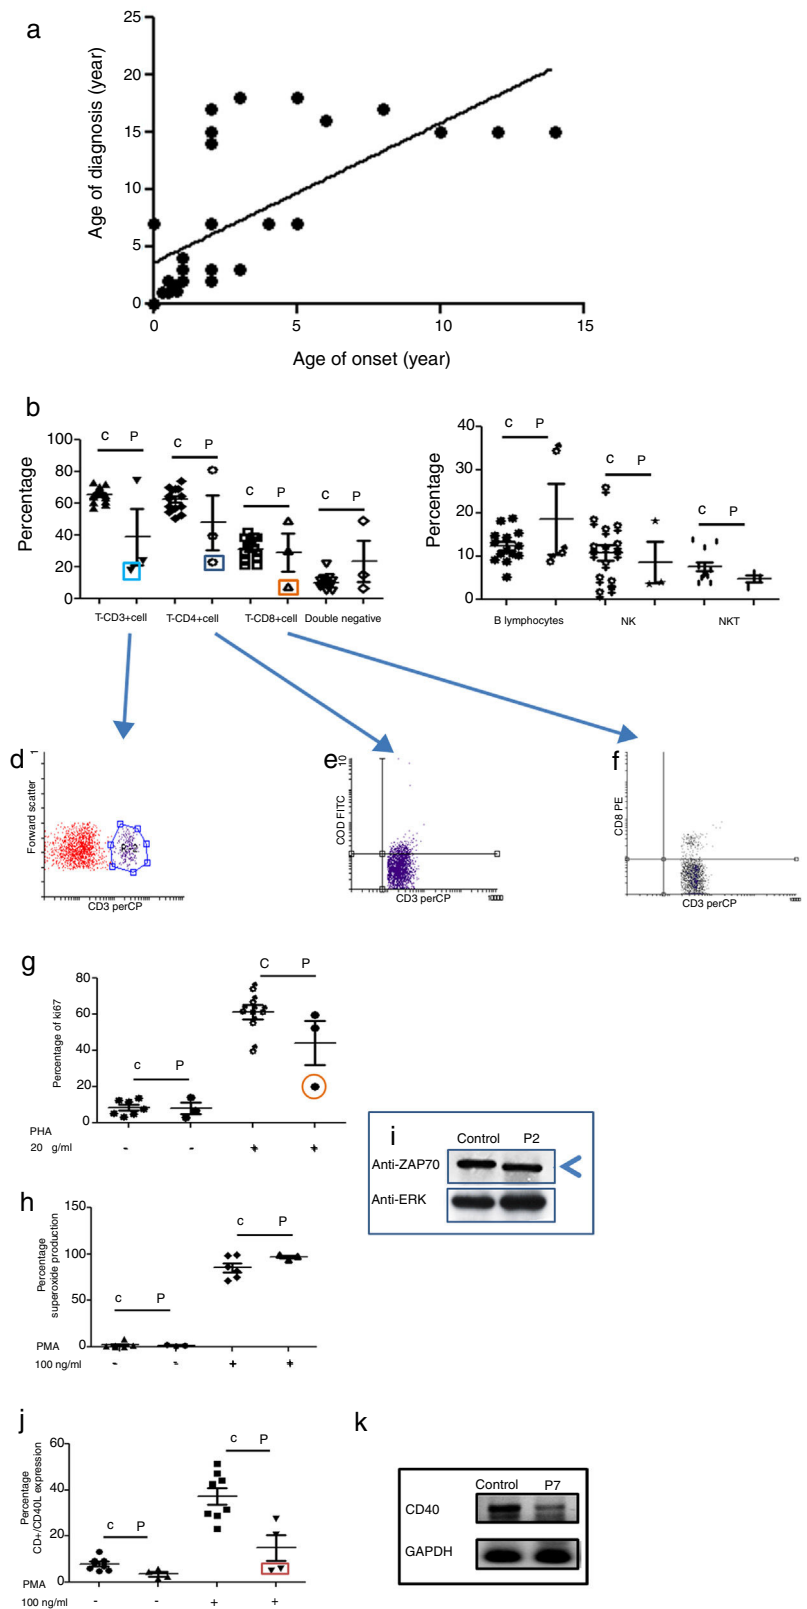 a
25
20
15
10
5
0
Age of diagnosis (year)
0 5 10 15
Age of onset (year)
b
Percentage
100
80
60
40
20
0
c P c P c P c P
T-CD3+cell T-CD4+cell T-CD8+cell Double negative
Percentage
40
30
20
10
0
c P c P c P
B lymphocytes NK NKT
d
Forward scatter
CD3 perCP
e
COD FITC
10
CD3 perCP
f
CD8 PE
CD3 perCP
g
Percentage of ki67
80
60
40
20
0
c P C P
PHA
20 g/ml - - + +
i
Control P2
Anti-ZAP70
Anti-ERK
h
Percentage
superoxide production
150
100
50
0
c P c P
PMA
100 ng/ml - - + +
j
Percentage
CD+/CD40L expression
60
40
20
0
c P c P
PMA
100 ng/ml - - + +
k
Control P7
CD40
GAPDH